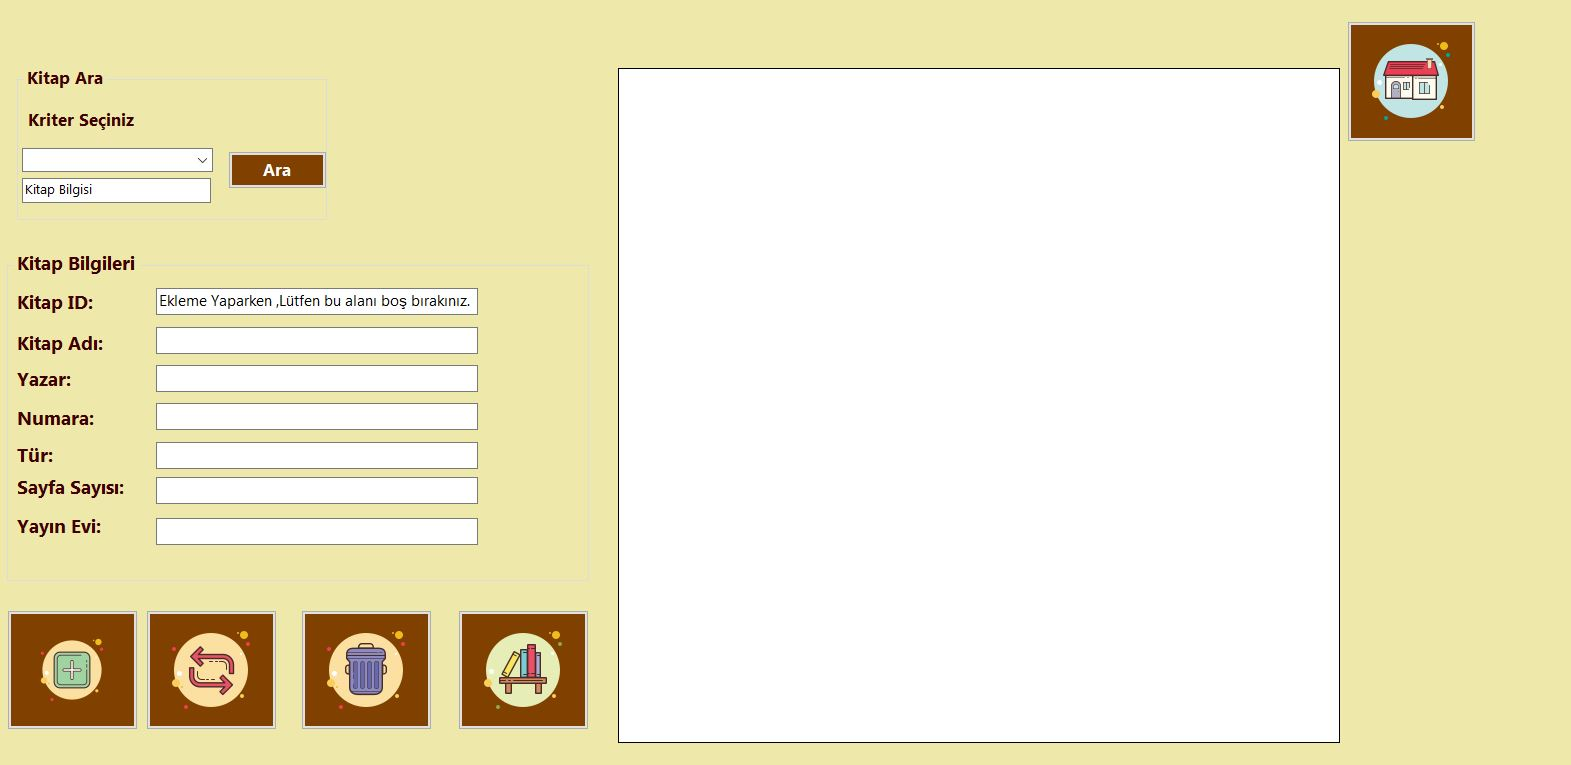 Kitap Ara
Kriter Seçiniz
Ara
Kitap Bilgisi
Kitap Bilgileri
Kitap ID:
Ekleme Yaparken ,Lütfen bu alanı boş bırakınız.
Kitap Adı:
Yazar:
Numara:
Tür:
Sayfa Sayısı:
Yayın Evi: